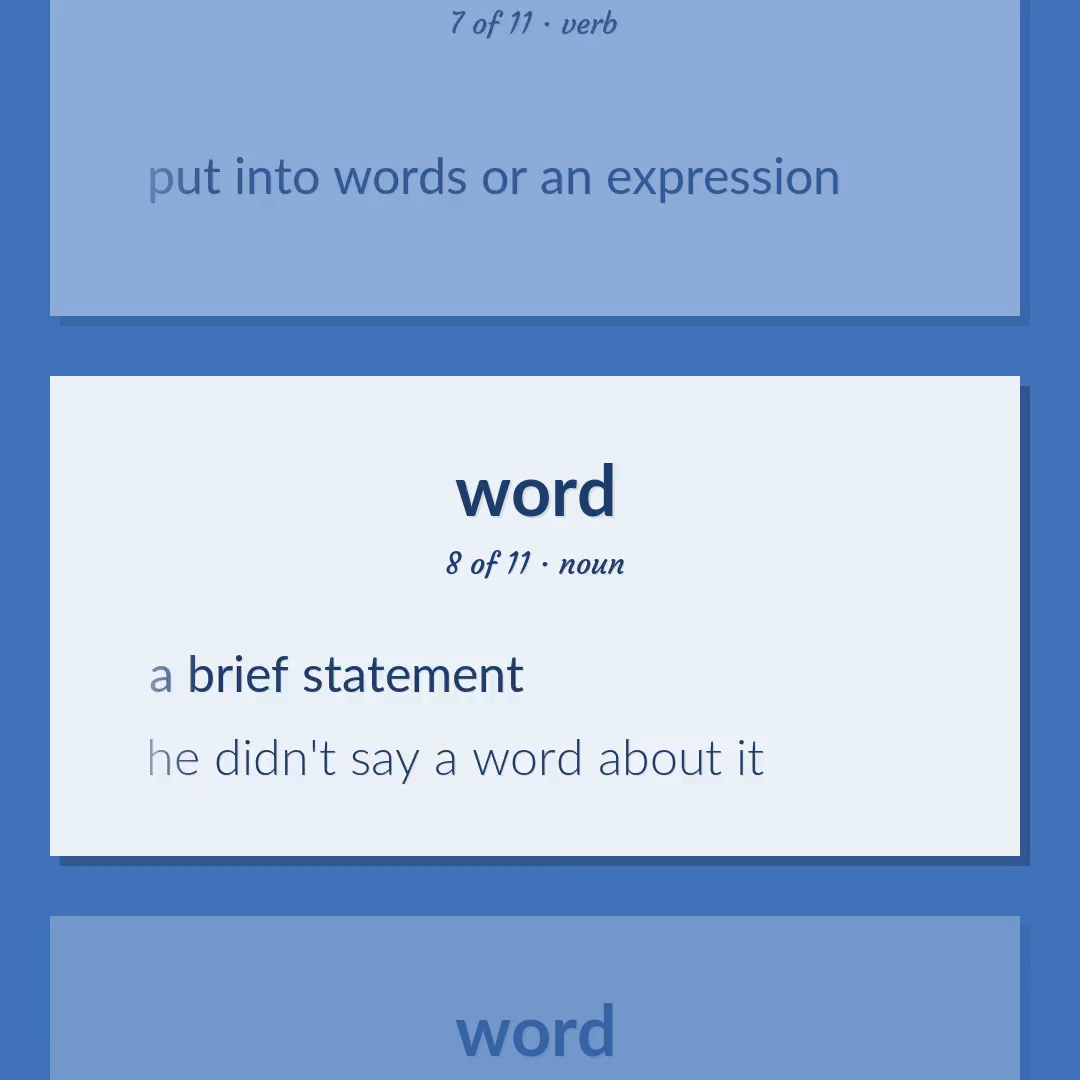 7 of 11 · verb
put into words or an expression
word
8 of 11 · noun
a brief statement
he didn't say a word about it
word